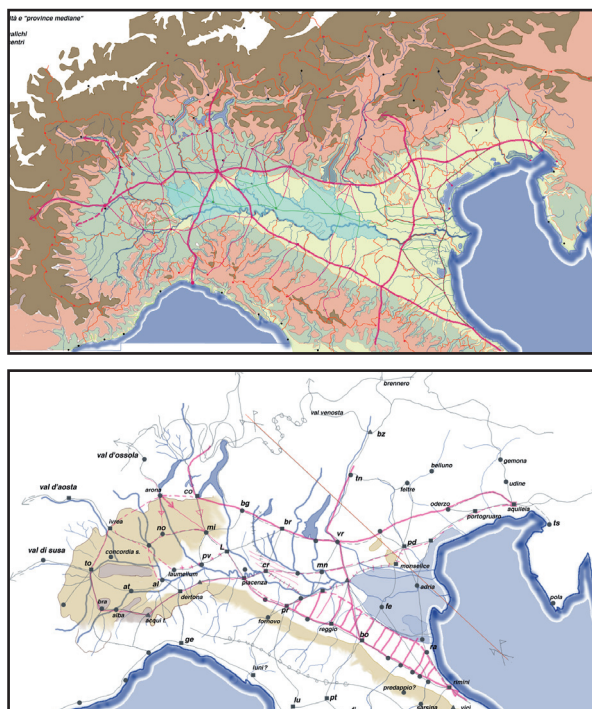 ltà e "province mediane"
valichi
entri
brennero
val venosta
bz
val d'ossola
gemona
belluno
tn
udine
feltre
val d'aosta
arona
co
bg
oderzo
aquileia
portogruaro
ts
ivrea
no
mi
br
vr
pd
concordia s.
val di susa
L
monselice
to
pv
cr
mn
laumellum
piacenza
adria
pola
al
at
dertona
bra
alba
pr
fe
acqui t.
fornovo
reggio
bo
ge
ra
luni?
rimini
predappio?
lu
pt
sarsina